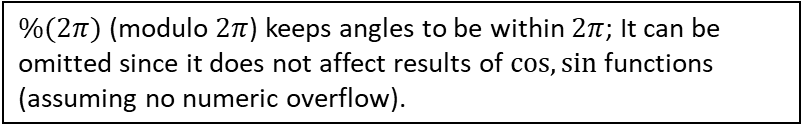 %(2𝜋) (modulo 2𝜋) keeps angles to be within 2𝜋; It can be
omitted since it does not affect results of cos, sin functions
(assuming no numeric overflow).